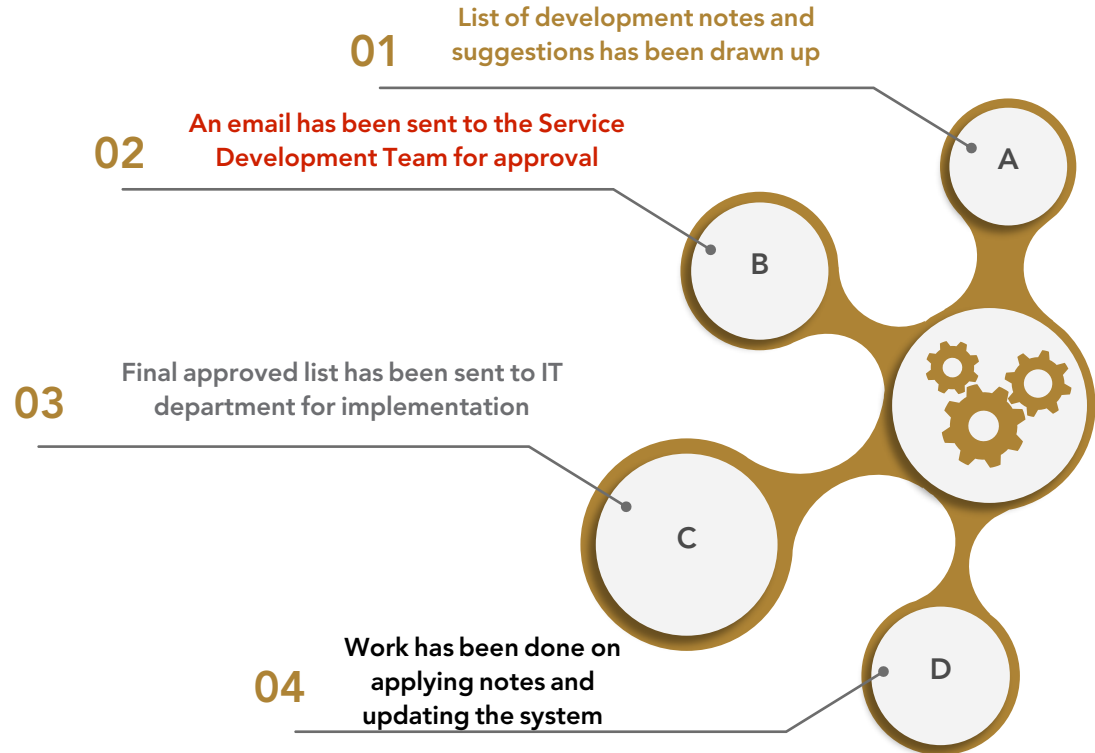 01
List of development notes and
suggestions has been drawn up
A
02
An email has been sent to the Service
Development Team for approval
B
03
Final approved list has been sent to IT
department for implementation
C
04
Work has been done on
applying notes and
updating the system
D